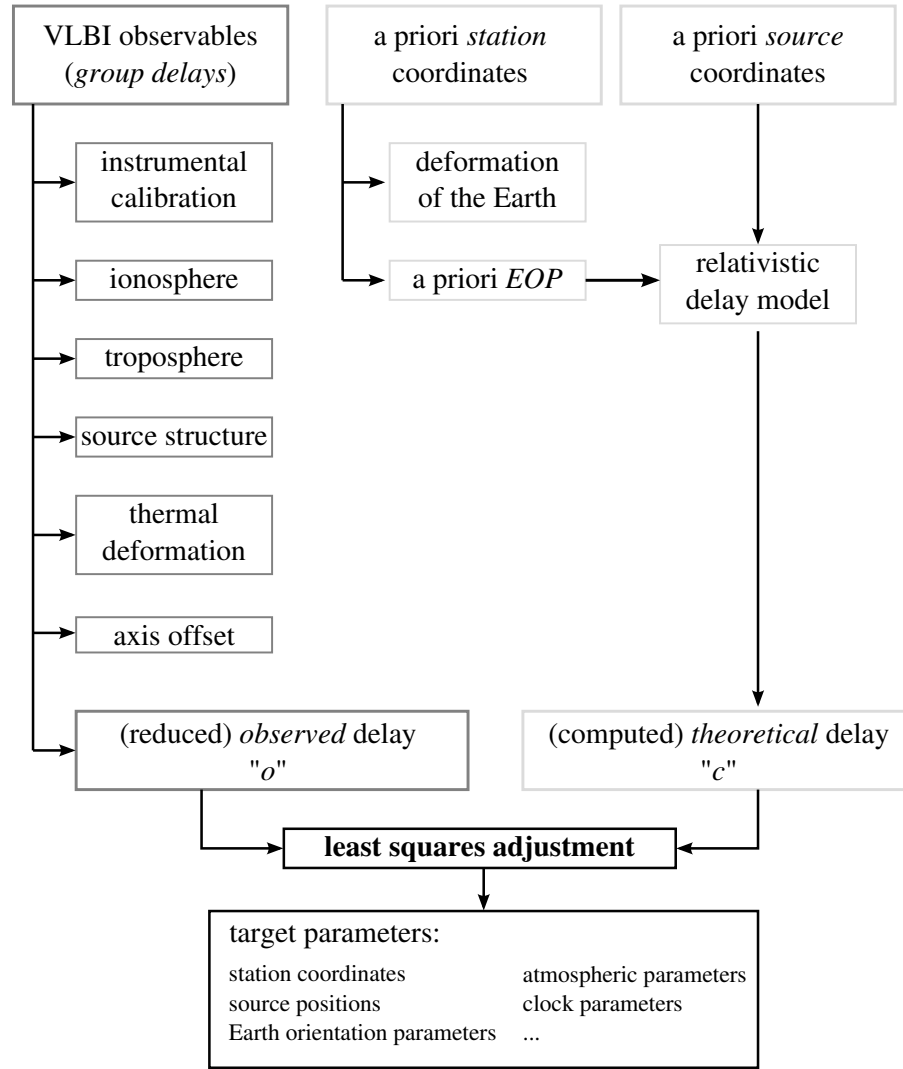 VLBI observables
(group delays)
a priori station
coordinates
a priori source
coordinates
instrumental
calibration
deformation
of the Earth
ionosphere
a priori EOP
relativistic
delay model
troposphere
source structure
thermal
deformation
axis offset
(reduced) observed delay
"o"
(computed) theoretical delay
"c"
least squares adjustment
target parameters:
station coordinates
source positions
Earth orientation parameters
atmospheric parameters
clock parameters
...